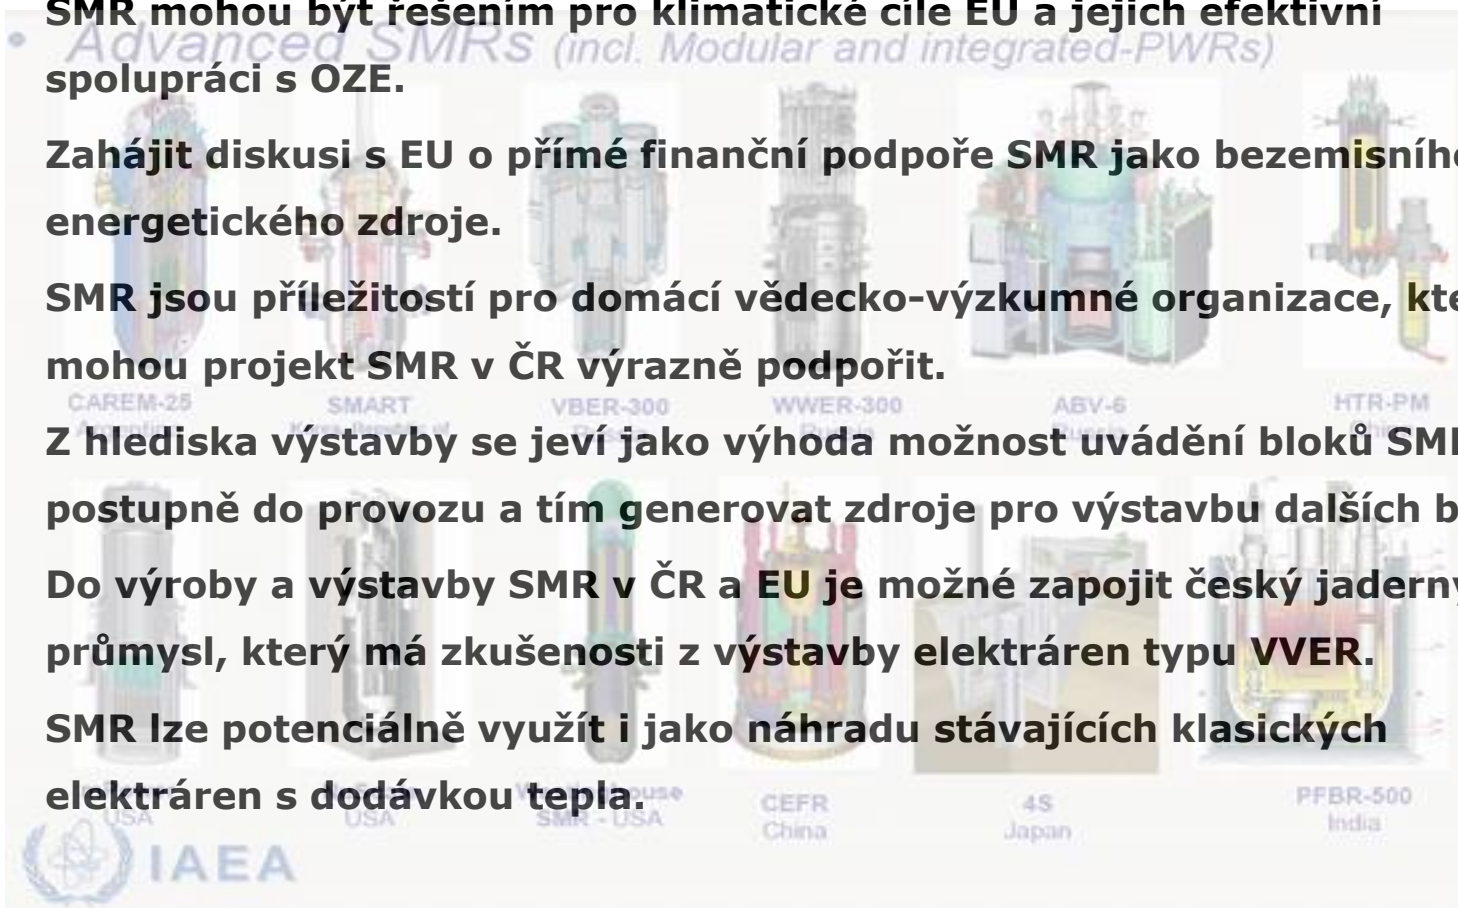 SMR mohou být řešením pro klimatické cíle EU a jejich efektivní
• Advanced SMRs (incl. Modular and integrated-PWRs)
spolupráci s OZE.
Zahájit diskusi s EU o přímé finanční podpoře SMR jako bezemisního
energetického zdroje.
SMR jsou příležitostí pro domácí vědecko-výzkumné organizace, kte
mohou projekt SMR v ČR výrazně podpořit.
CAREM-25 SMART VBER-300 WWER-300 ABV-6 HTR-PM
Argentina Russia Russia Russia China
Z hlediska výstavby se jeví jako výhoda možnost uvádění bloků SM
postupně do provozu a tím generovat zdroje pro výstavbu dalších b
Do výroby a výstavby SMR v ČR a EU je možné zapojit český jaderný
průmysl, který má zkušenosti z výstavby elektráren typu VVER.
SMR lze potenciálně využít i jako náhradu stávajících klasických
elektráren s dodávkou tepla.
CEFR 4S PFBR-500
USA USA SMR - USA China Japan India
IAEA